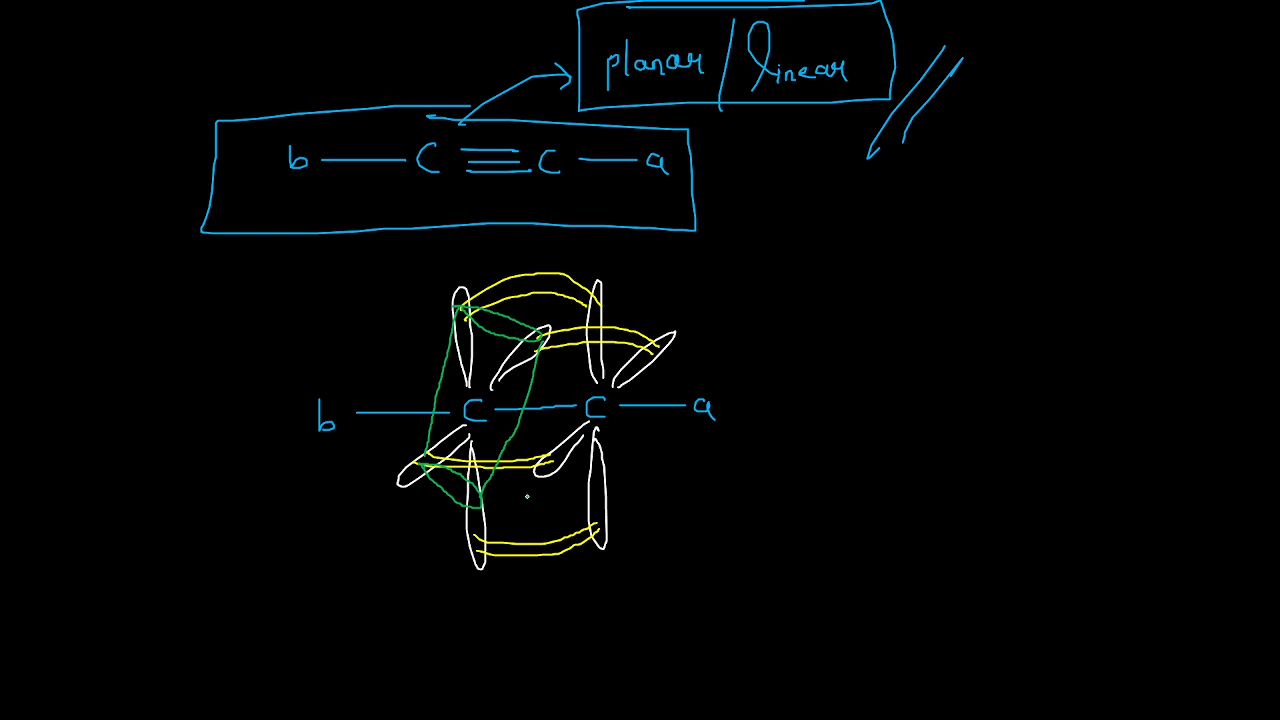 planar / linear
b — C ≡ C — a
b — C — C — a